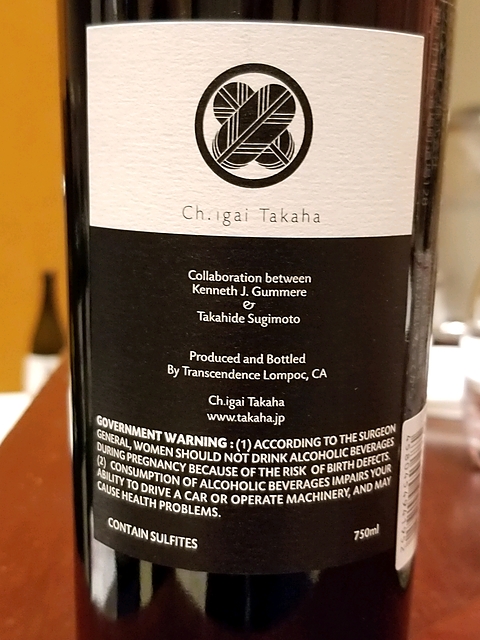 Ch.igai Takaha
Collaboration between
Kenneth J. Gummere
&
Takahide Sugimoto
Produced and Bottled
By Transcendence Lompoc, CA
Ch.igai Takaha
www.takaha.jp
GOVERNMENT WARNING : (1) ACCORDING TO THE SURGEON
GENERAL, WOMEN SHOULD NOT DRINK ALCOHOLIC BEVERAGES
DURING PREGNANCY BECAUSE OF THE RISK OF BIRTH DEFECTS.
(2) CONSUMPTION OF ALCOHOLIC BEVERAGES IMPAIRS YOUR
ABILITY TO DRIVE A CAR OR OPERATE MACHINERY, AND MAY
CAUSE HEALTH PROBLEMS.
CONTAIN SULFITES
750ml